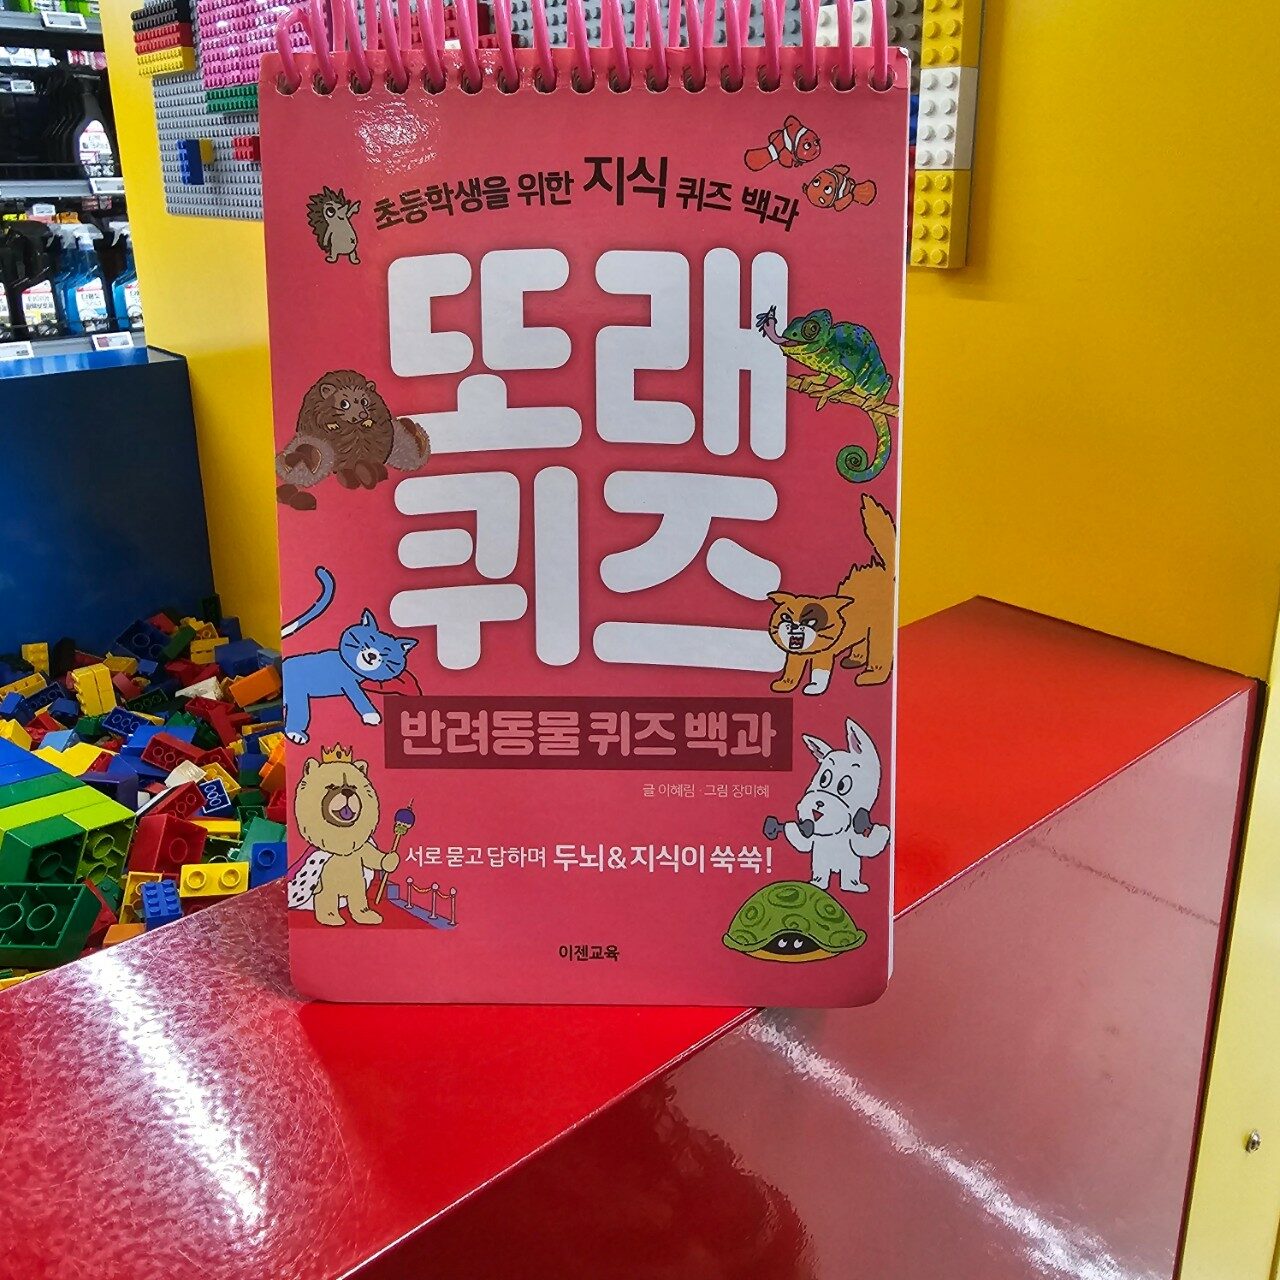 초등학생을 위한 지식 퀴즈 백과
또래
퀴즈
반려동물 퀴즈 백과
글 이혜림 · 그림 장미혜
서로 묻고 답하며 두뇌&지식이 쑥쑥!
이젠교육